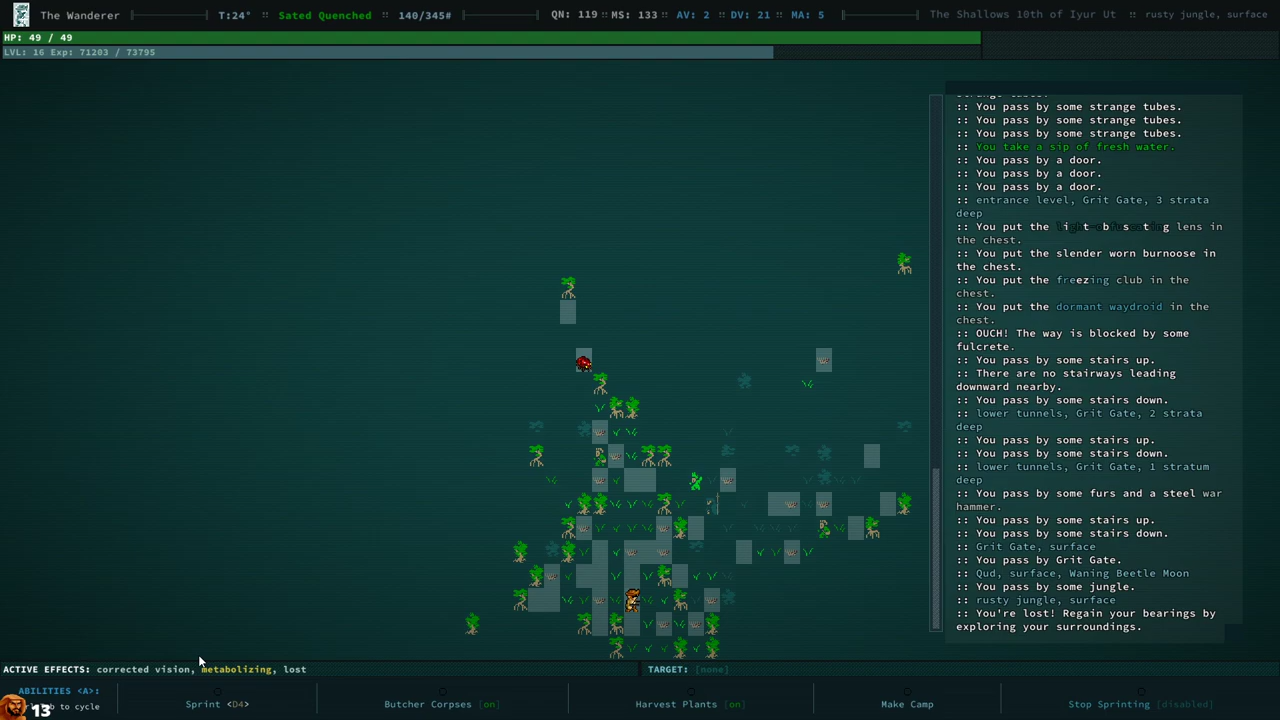 The Wanderer T:24° :: Sated Quenched :: 140/345# QN: 119 :: MS: 133 :: AV: 2 :: DV: 21 :: MA: 5 The Shallows 10th of Iyur Ut :: rusty jungle, surface
HP: 49 / 49
LVL: 16 Exp: 71203 / 73795
:: You pass by some strange tubes.
:: You pass by some strange tubes.
:: You pass by some strange tubes.
:: You take a sip of fresh water.
:: You pass by a door.
:: You pass by a door.
:: You pass by a door.
:: entrance level, Grit Gate, 3 strata
deep
:: You put the lens in
the chest.
:: You put the slender worn burnoose in
the chest.
:: You put the freezing club in the
chest.
:: You put the dormant waydroid in the
chest.
:: OUCH! The way is blocked by some
fulcrete.
:: You pass by some stairs up.
:: There are no stairways leading
downward nearby.
:: You pass by some stairs down.
:: lower tunnels, Grit Gate, 2 strata
deep
:: You pass by some stairs up.
:: You pass by some stairs down.
:: lower tunnels, Grit Gate, 1 stratum
deep
:: You pass by some furs and a steel war
hammer.
:: You pass by some stairs up.
:: You pass by some stairs down.
:: Grit Gate, surface
:: You pass by Grit Gate.
:: Qud, surface, Waning Beetle Moon
:: You pass by some jungle.
:: rusty jungle, surface
:: You're lost! Regain your bearings by
exploring your surroundings.
ACTIVE EFFECTS: corrected vision, metabolizing, lost TARGET: [none]
ABILITIES <A>:
to cycle
13
Sprint <D4> Butcher Corpses [on] Harvest Plants [on] Make Camp Stop Sprinting [disabled]